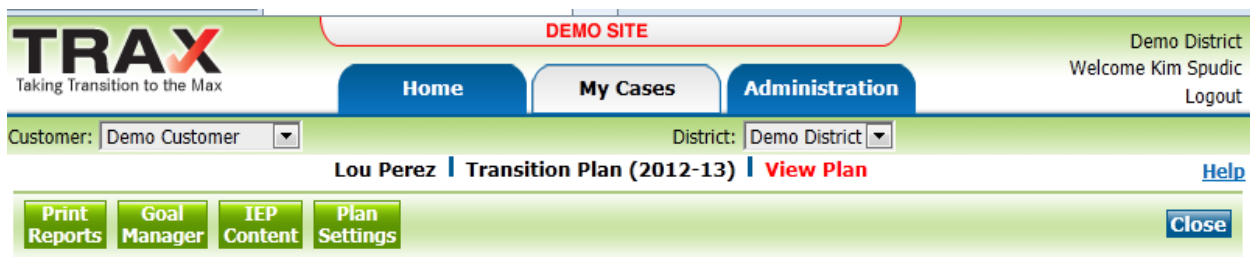 DEMO SITE
TRAX
Taking Transition to the Max
Home
My Cases
Administration
Demo District
Welcome Kim Spudic
Logout
Customer: Demo Customer
District: Demo District
Lou Perez | Transition Plan (2012-13) | View Plan
Help
Print
Reports
Goal
Manager
IEP
Content
Plan
Settings
Close